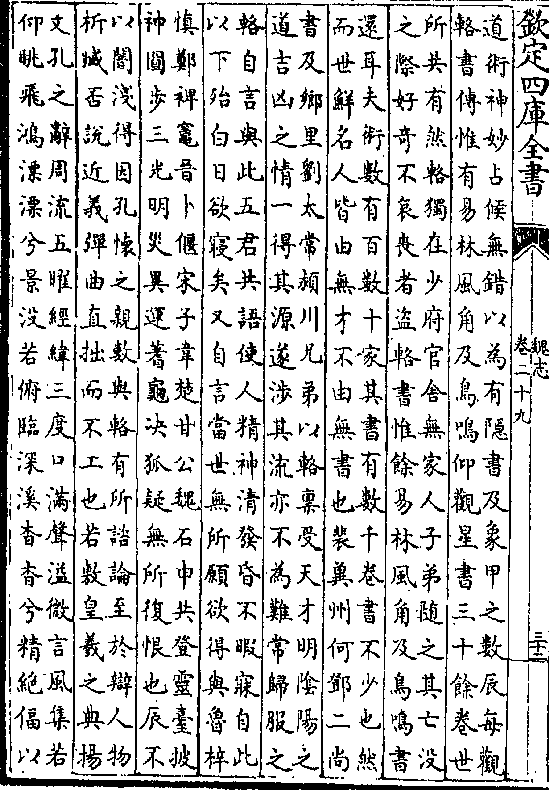 欽定四庫全書
魏志
卷二十九
道術神妙占候無錯以為有隠書及象甲之數辰每觀
輅書傳惟有易林風角及鳥鳴仰觀星書三十餘卷世
所共有然輅獨在少府官舍無家人子弟隨之其亡沒
之際好奇不哀喪者盜輅書惟餘易林風角及鳥鳴書
還耳夫術數有百數十家其書有數千卷書不少也然
而世鮮名人皆由無才不由無書也裴冀州何鄧二尚
書及鄉里劉太常潁川兄弟以輅稟受天才明陰陽之
道吉凶之情一得其源遂涉其流亦不為難常歸服之
輅自言與此五君共語使人精神清發昏不暇寐自此
以下殆白日欲寢矣又自言當世無所願欲得與魯梓
慎鄭裨竈晉卜偃宋子韋楚甘公魏石申共登靈臺披
神圖步三光明災異運蓍龜決狐疑無所復恨也辰不
以闇淺得因孔懷之親數與輅有所諮論至於辯人物
析臧否說近義彈曲直拙而不工也若敷皇羲之典揚
文孔之辭周流五曜經緯三度口滿聲溢微言風集若
仰眺飛鴻漂漂兮景没若俯臨深溪杳杳兮精絕偪以